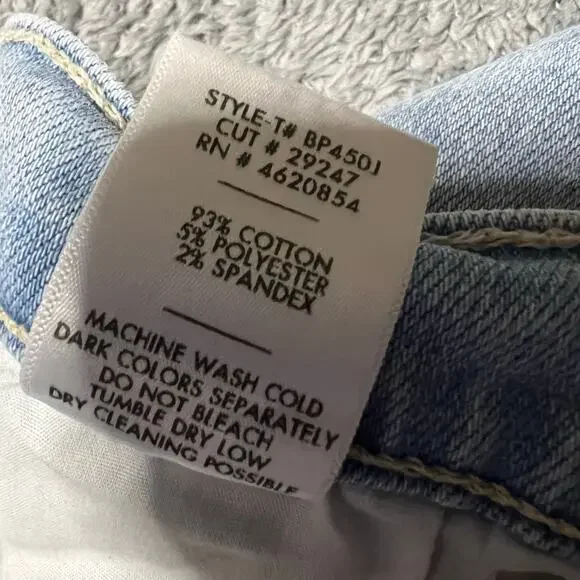 STYLE-T# BP450J
CUT # 29247
RN # 4620854
93% COTTON
5% POLYESTER
2% SPANDEX
MACHINE WASH COLD
DARK COLORS SEPARATELY
DO NOT BLEACH
TUMBLE DRY LOW
DRY CLEANING POSSIBLE